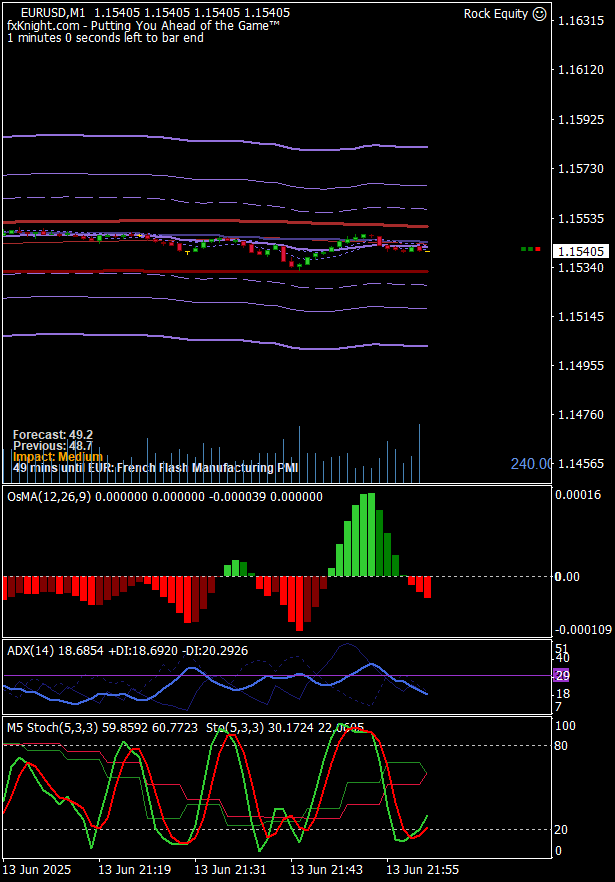 EURUSD,M1 1.15405 1.15405 1.15405 1.15405
Rock Equity ☺
fxKnight.com - Putting You Ahead of the Game™
1 minutes 0 seconds left to bar end
1.16315
1.16120
1.15925
1.15730
1.15535
1.15405
1.15340
1.15145
1.14955
1.14760
1.14565
Forecast: 49.2
Previous: 48.7
Impact: Medium
49 mins until EUR: French Flash Manufacturing PMI
240.00
OsMA(12,26,9) 0.000000 0.000000 -0.000039 0.000000
0.00016
0.00
-0.000109
ADX(14) 18.6854 +DI:18.6920 -DI:20.2926
51
40
29
18
7
M5 Stoch(5,3,3) 59.8592 60.7723 Sto(5,3,3) 30.1724 22.0605
100
80
20
0
13 Jun 2025
13 Jun 21:19
13 Jun 21:31
13 Jun 21:43
13 Jun 21:55